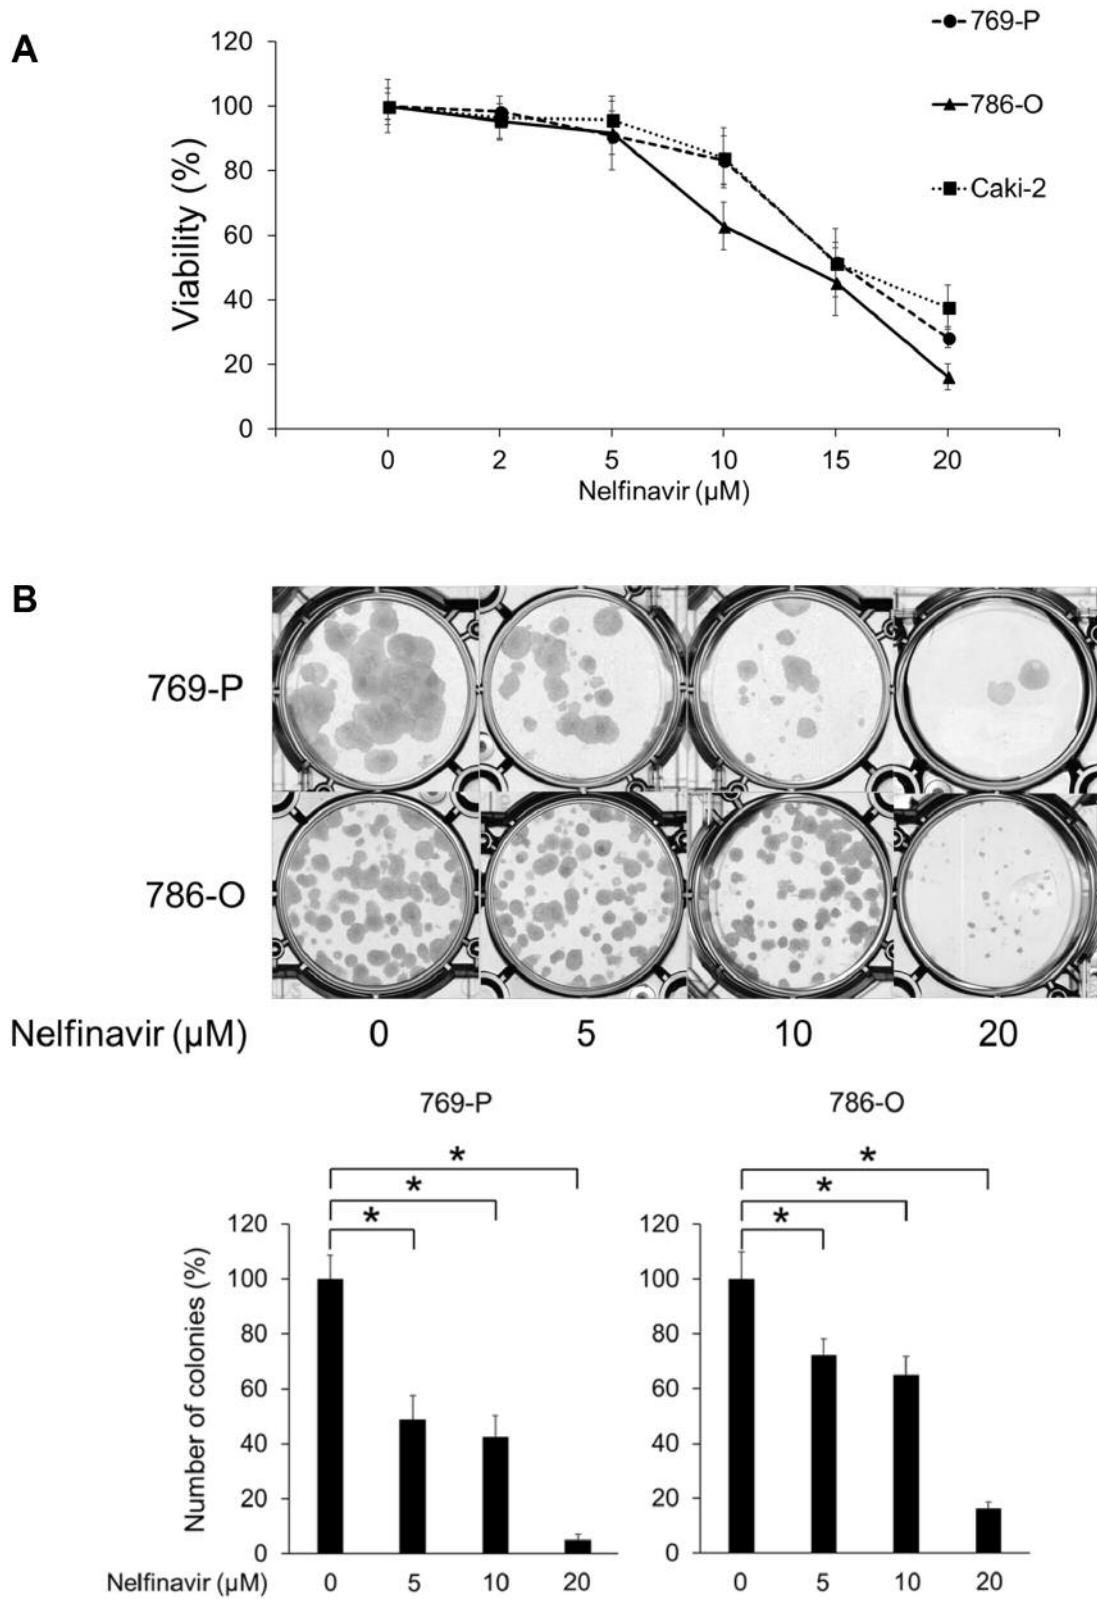 A
769-P
786-O
Caki-2
120
100
80
60
40
20
0
Viability (%)
0 2 5 10 15 20
Nelfinavir (µM)
B
769-P
786-O
Nelfinavir (µM) 0 5 10 20
769-P 786-O
* *
* *
* *
120 120
100 100
80 80
60 60
40 40
20 20
0 0
Number of colonies (%)
Nelfinavir (µM) 0 5 10 20 0 5 10 20